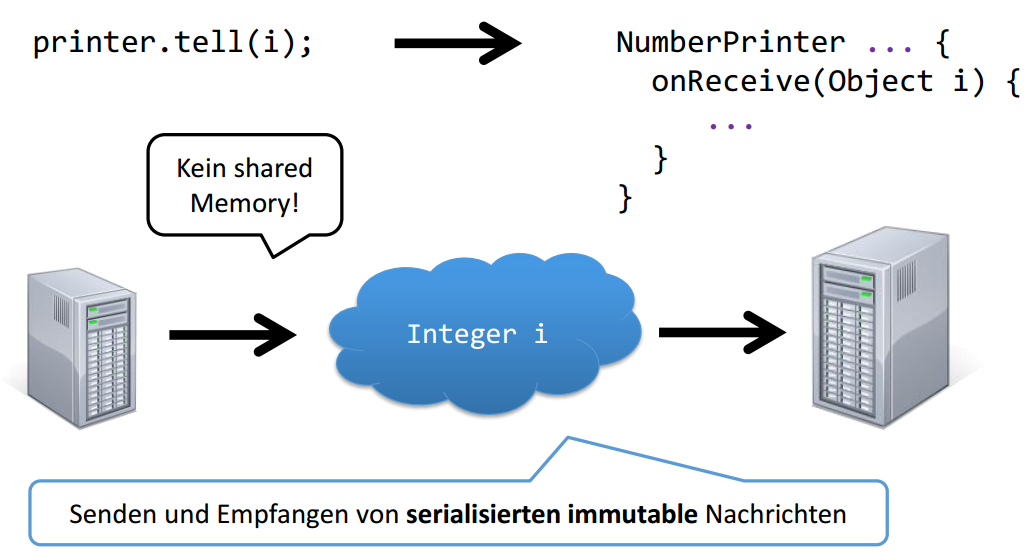 printer.tell(i);
NumberPrinter ... {
onReceive(Object i) {
...
}
}
Kein shared
Memory!
Integer i
Senden und Empfangen von serialisierten immutable Nachrichten